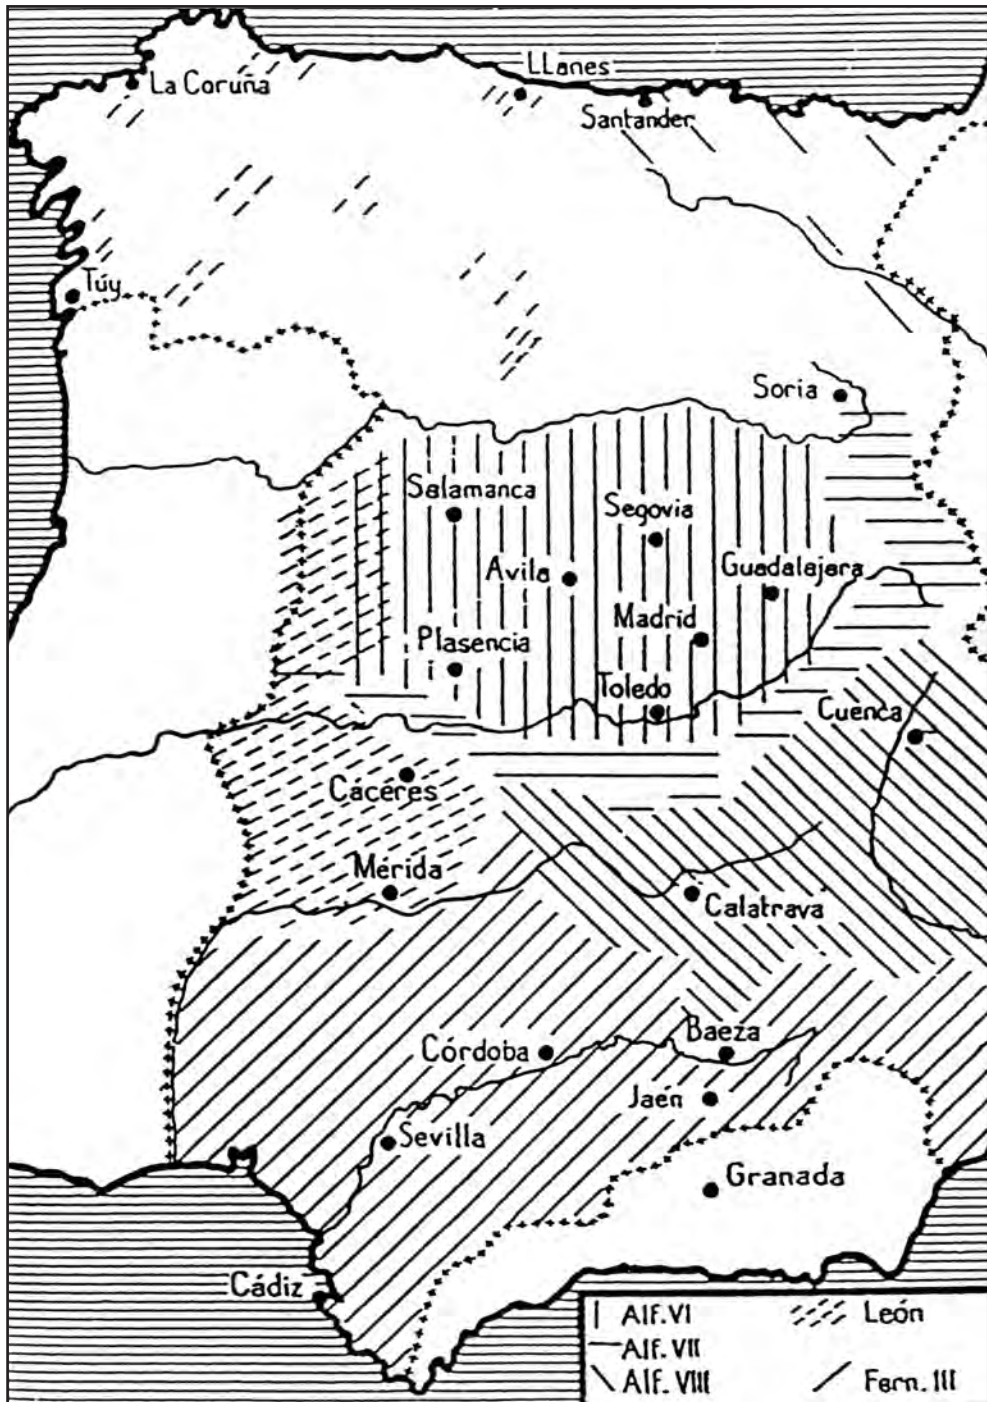 La Coruña
LLanes
Santander
Túy
Soria
Salamanca
Segovia
Avila
Guadalajara
Madrid
Plasencia
Toledo
Cuenca
Cáceres
Mérida
Calatrava
Baeza
Córdoba
Jaén
Sevilla
Granada
Cádiz
Alf. VI
León
Alf. VII
Alf. VIII
Fern. III